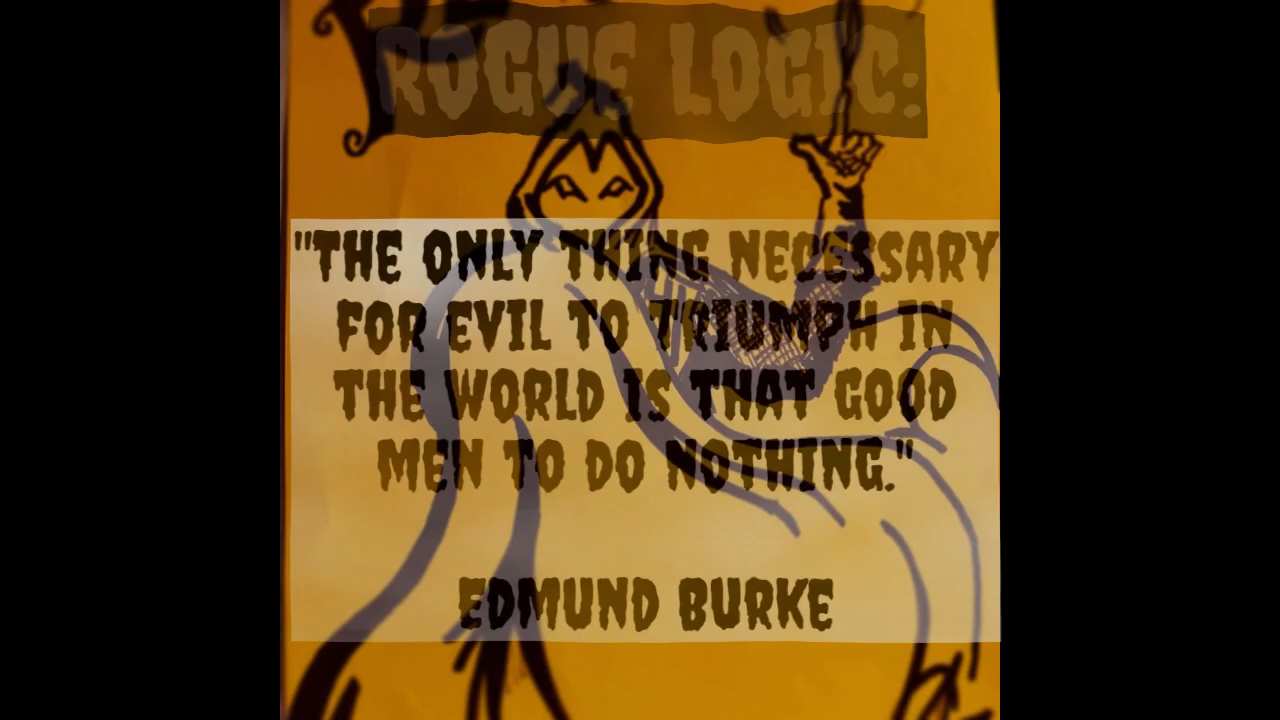 ROGUE LOGIC:
"THE ONLY THING NECESSARY
FOR EVIL TO TRIUMPH IN
THE WORLD IS THAT GOOD
MEN TO DO NOTHING."
EDMUND BURKE